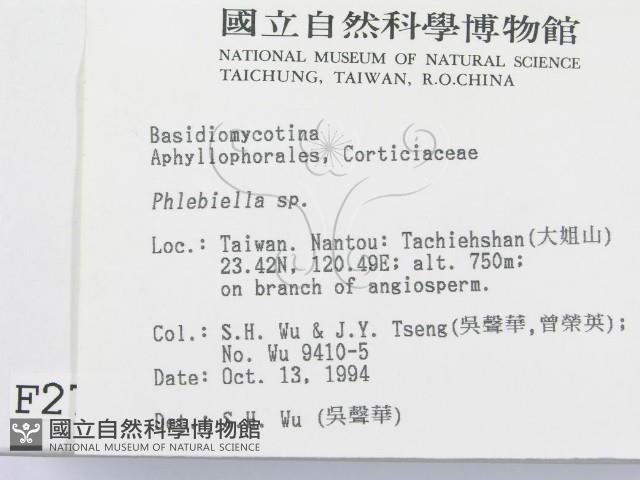 國立自然科學博物館
NATIONAL MUSEUM OF NATURAL SCIENCE
TAICHUNG, TAIWAN, R.O.CHINA
Basidiomycotina
Aphyllophorales, Corticiaceae
Phlebiella sp.
Loc.: Taiwan. Nantou: Tachiehshan(大姐山)
23.42N, 120.49E; alt. 750m;
on branch of angiosperm.
Col.: S.H. Wu & J.Y. Tseng(吳聲華,曾榮英);
No. Wu 9410-5
Date: Oct. 13, 1994
Det.: S.H. Wu (吳聲華)
F27
國立自然科學博物館
NATIONAL MUSEUM OF NATURAL SCIENCE